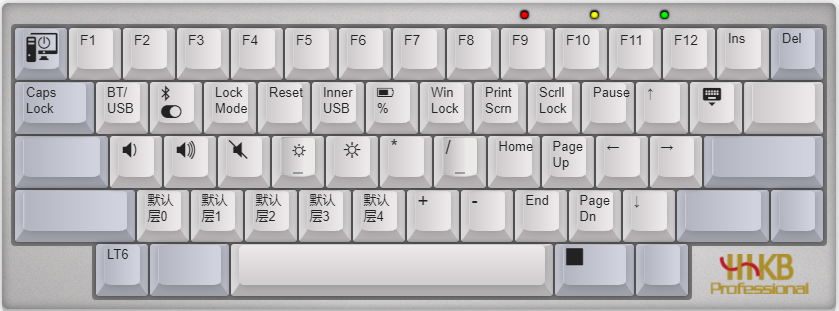 F1 F2 F3 F4 F5 F6 F7 F8 F9 F10 F11 F12 Ins Del
Caps Lock BT/USB Lock Mode Reset Inner USB % Win Lock Print Scrn Scrll Lock Pause ↑
_ * /_ Home Page Up ← →
默认层0 默认层1 默认层2 默认层3 默认层4 + - End Page Dn ↓
LT6
HHKB
Professional